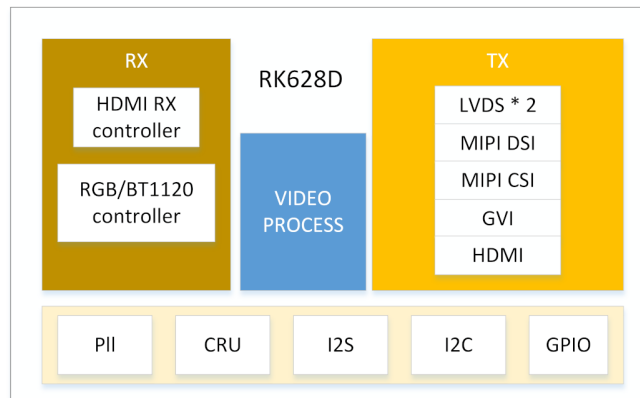 RX
HDMI RX
controller
RGB/BT1120
controller
RK628D
VIDEO
PROCESS
TX
LVDS * 2
MIPI DSI
MIPI CSI
GVI
HDMI
Pll
CRU
I2S
I2C
GPIO